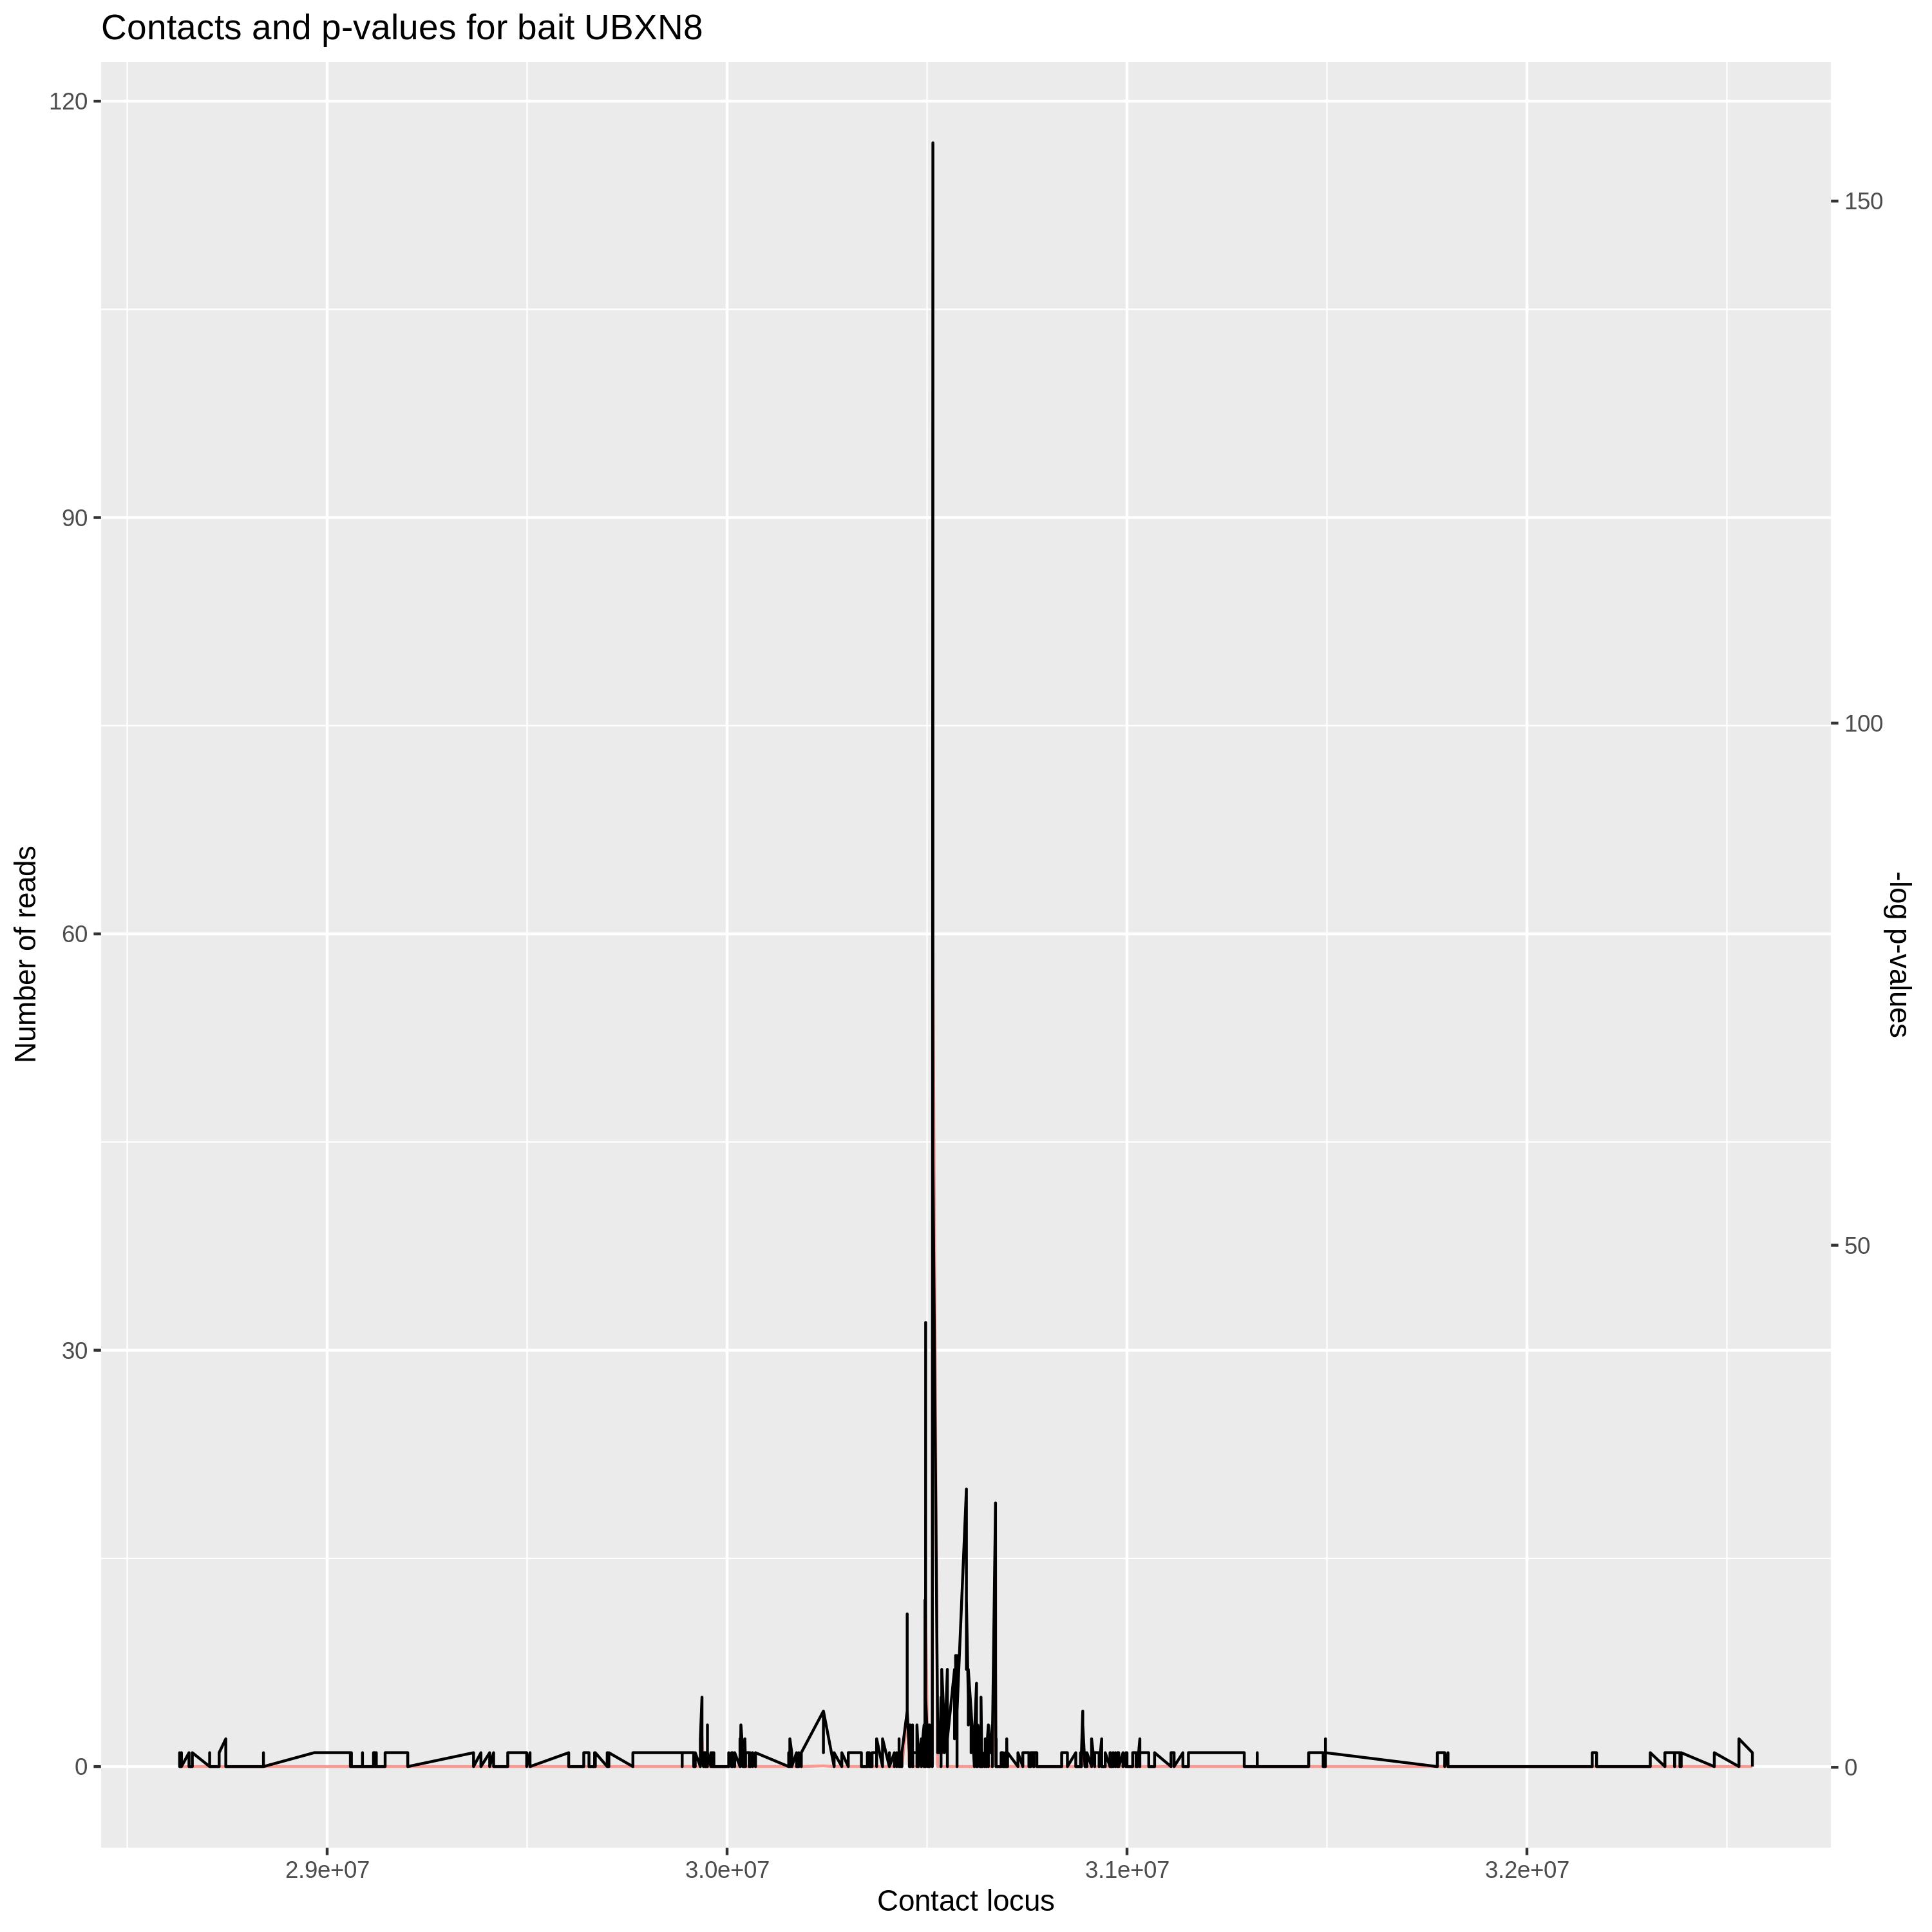 Contacts and p-values for bait UBXN8
120
90
60
30
0
Number of reads
150
100
50
0
-log p-values
2.9e+07
3.0e+07
3.1e+07
3.2e+07
Contact locus